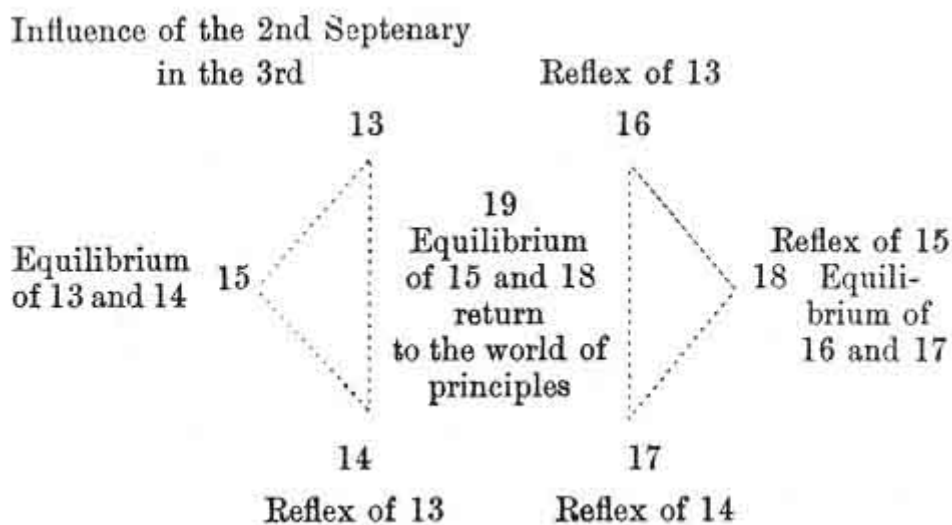 Influence of the 2nd Septenary
in the 3rd
13
Reflex of 13
16
Equilibrium
of 13 and 14
15
19
Equilibrium
of 15 and 18
return
to the world of
principles
18
Reflex of 15
Equili-
brium of
16 and 17
14
Reflex of 13
17
Reflex of 14